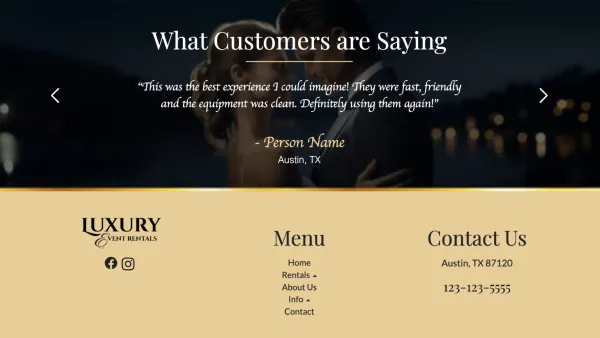 What Customers are Saying
“This was the best experience I could imagine! They were fast, friendly
and the equipment was clean. Definitely using them again!”
- Person Name
Austin, TX
LUXURY
EVENT RENTALS
Menu
Home
Rentals
About Us
Info
Contact
Contact Us
Austin, TX 87120
123-123-5555